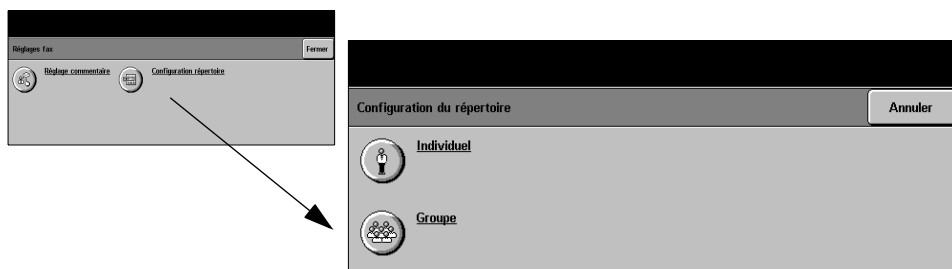 Réglages fax
Fermer
Réglage commentaire
Configuration répertoire
Configuration du répertoire
Annuler
Individuel
Groupe